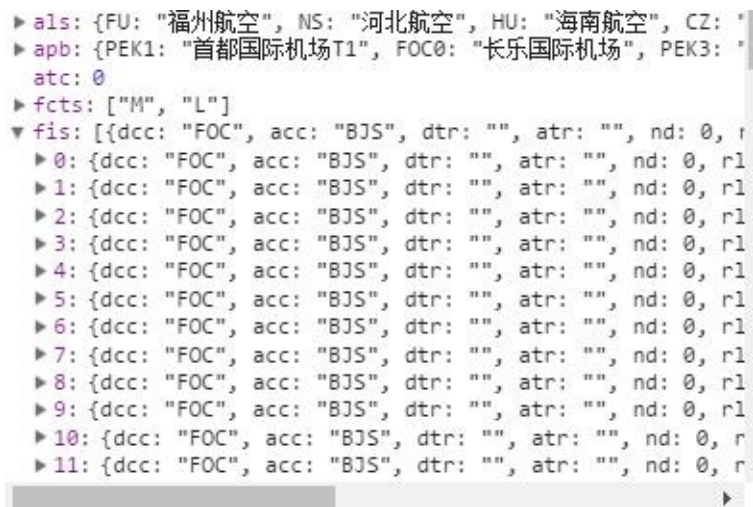 ▶ als: {FU: "福州航空", NS: "河北航空", HU: "海南航空", CZ: "
▶ apb: {PEK1: "首都国际机场T1", FOC0: "长乐国际机场", PEK3: "
atc: 0
▶ fcts: ["M", "L"]
▼ fis: [{dcc: "FOC", acc: "BJS", dtr: "", atr: "", nd: 0, r
▶ 0: {dcc: "FOC", acc: "BJS", dtr: "", atr: "", nd: 0, rl
▶ 1: {dcc: "FOC", acc: "BJS", dtr: "", atr: "", nd: 0, rl
▶ 2: {dcc: "FOC", acc: "BJS", dtr: "", atr: "", nd: 0, rl
▶ 3: {dcc: "FOC", acc: "BJS", dtr: "", atr: "", nd: 0, rl
▶ 4: {dcc: "FOC", acc: "BJS", dtr: "", atr: "", nd: 0, rl
▶ 5: {dcc: "FOC", acc: "BJS", dtr: "", atr: "", nd: 0, rl
▶ 6: {dcc: "FOC", acc: "BJS", dtr: "", atr: "", nd: 0, rl
▶ 7: {dcc: "FOC", acc: "BJS", dtr: "", atr: "", nd: 0, rl
▶ 8: {dcc: "FOC", acc: "BJS", dtr: "", atr: "", nd: 0, rl
▶ 9: {dcc: "FOC", acc: "BJS", dtr: "", atr: "", nd: 0, rl
▶ 10: {dcc: "FOC", acc: "BJS", dtr: "", atr: "", nd: 0, r
▶ 11: {dcc: "FOC", acc: "BJS", dtr: "", atr: "", nd: 0, r